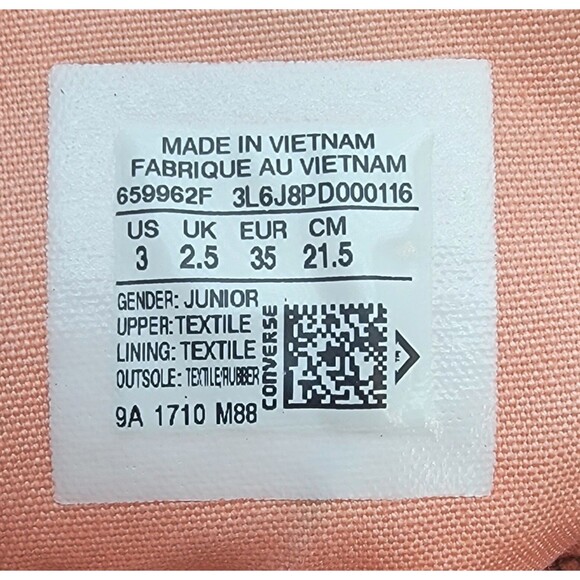 MADE IN VIETNAM
FABRIQUE AU VIETNAM
659962F 3L6J8PD000116
US UK EUR CM
3 2.5 35 21.5
GENDER: JUNIOR
UPPER: TEXTILE
LINING: TEXTILE
OUTSOLE: TEXTILE/RUBBER
9A 1710 M88
CONVERSE